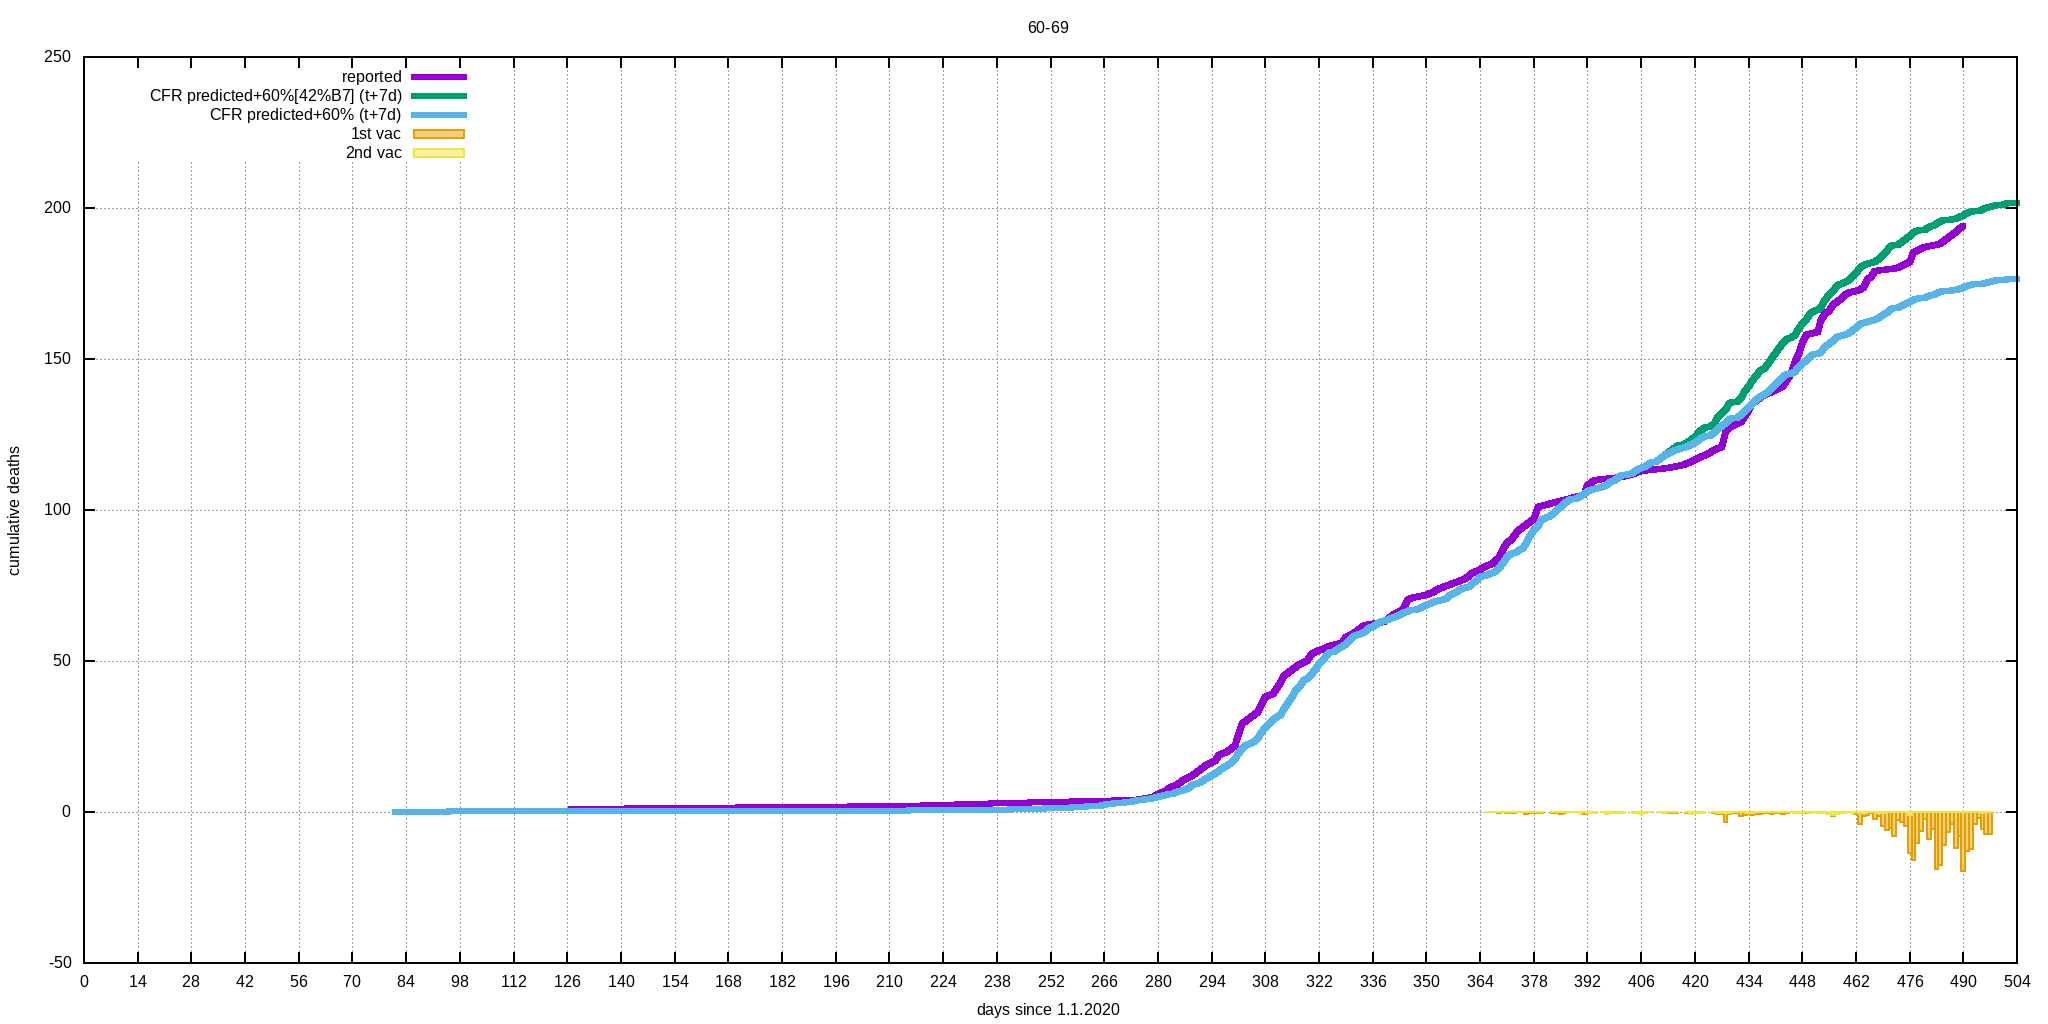 60-69
250
200
150
100
50
0
-50
cumulative deaths
reported
CFR predicted+60%[42%B7] (t+7d)
CFR predicted+60% (t+7d)
1st vac
2nd vac
0 14 28 42 56 70 84 98 112 126 140 154 168 182 196 210 224 238 252 266 280 294 308 322 336 350 364 378 392 406 420 434 448 462 476 490 504
days since 1.1.2020